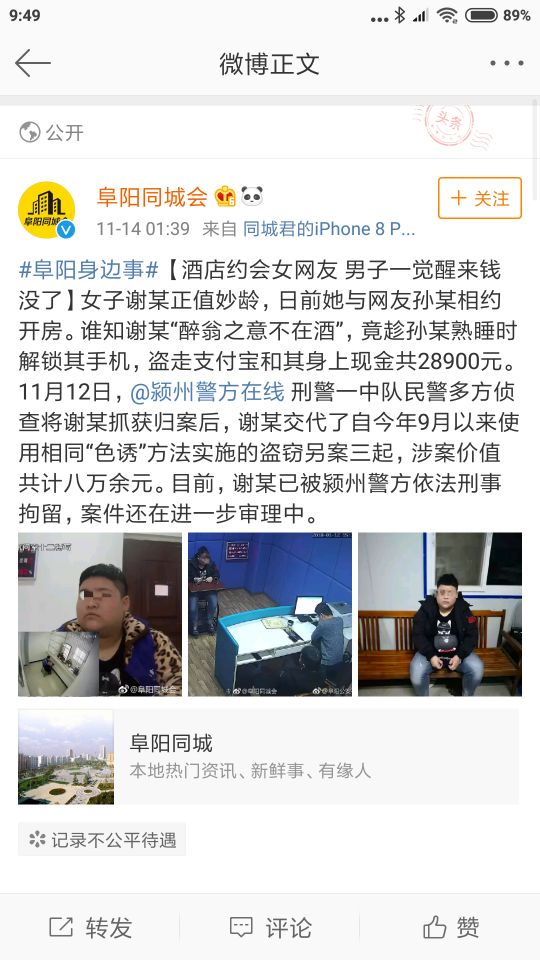 9:49
89%
微博正文
公开
头条
阜阳同城会
阜阳同城会
11-14 01:39 来自 同城君的iPhone 8 P...
+ 关注
#阜阳身边事#【酒店约会女网友 男子一觉醒来钱
没了】女子谢某正值妙龄，日前她与网友孙某相约
开房。谁知谢某“醉翁之意不在酒”，竟趁孙某熟睡时
解锁其手机，盗走支付宝和其身上现金共28900元。
11月12日，@颍州警方在线 刑警一中队民警多方侦
查将谢某抓获归案后，谢某交代了自今年9月以来使
用相同“色诱”方法实施的盗窃另案三起，涉案价值
共计八万余元。目前，谢某已被颍州警方依法刑事
拘留，案件还在进一步审理中。
@阜阳同城会
@阜阳同城会
@阜阳公安
阜阳同城
本地热门资讯、新鲜事、有缘人
记录不公平待遇
转发
评论
赞